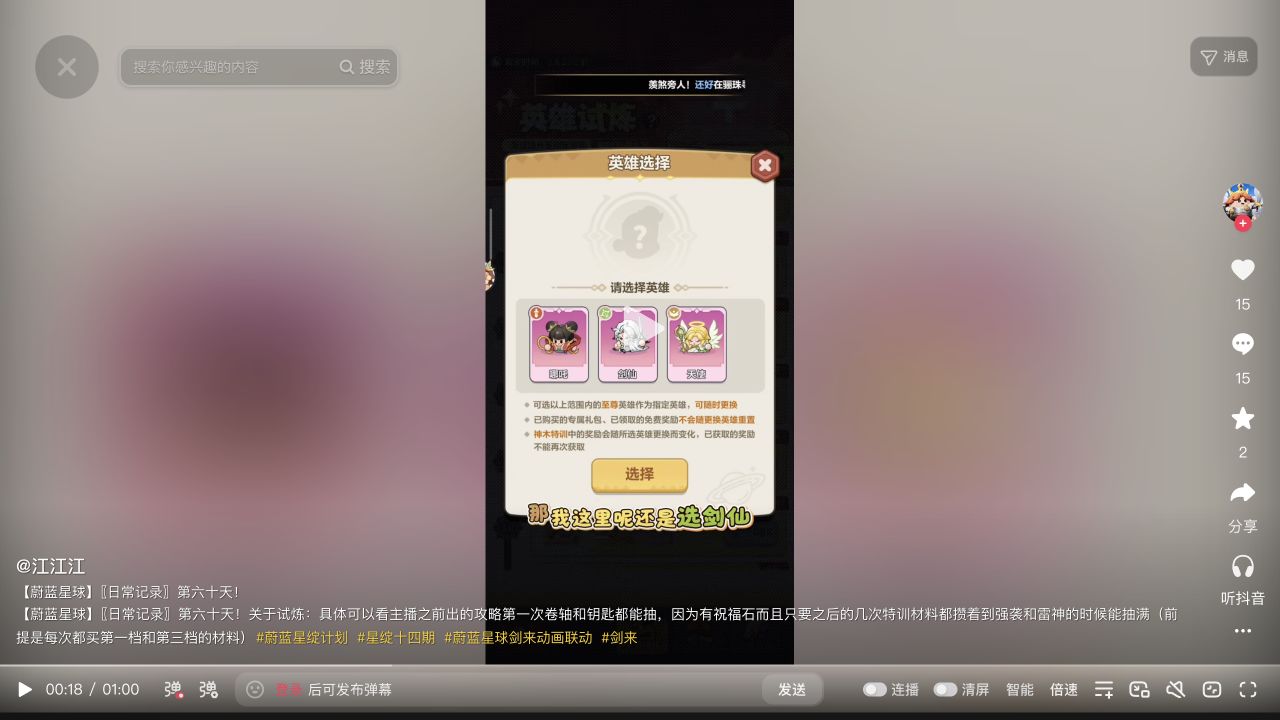 搜索你感兴趣的内容
搜索
消息
羡煞旁人！还好在骊珠
英雄试炼
英雄选择
?
请选择英雄
哪吒
剑仙
天使
可选以上范围内的至尊英雄作为指定英雄，可随时更换
已购买的专属礼包、已领取的免费奖励不会随更换英雄重置
神木特训中的奖励会随所选英雄更换而变化，已获取的奖励
不能再次获取
选择
那我这里呢还是选剑仙
15
15
2
分享
听抖音
@江江江
【蔚蓝星球】〖日常记录〗第六十天！
【蔚蓝星球】〖日常记录〗第六十天！关于试炼：具体可以看主播之前出的攻略第一次卷轴和钥匙都能抽，因为有祝福石而且只要之后的几次特训材料都攒着到强袭和雷神的时候能抽满（前
提是每次都买第一档和第三档的材料）#蔚蓝星绽计划 #星绽十四期 #蔚蓝星球剑来动画联动 #剑来
00:18 / 01:00
弹
弹
登录 后可发布弹幕
发送
连播
清屏
智能
倍速